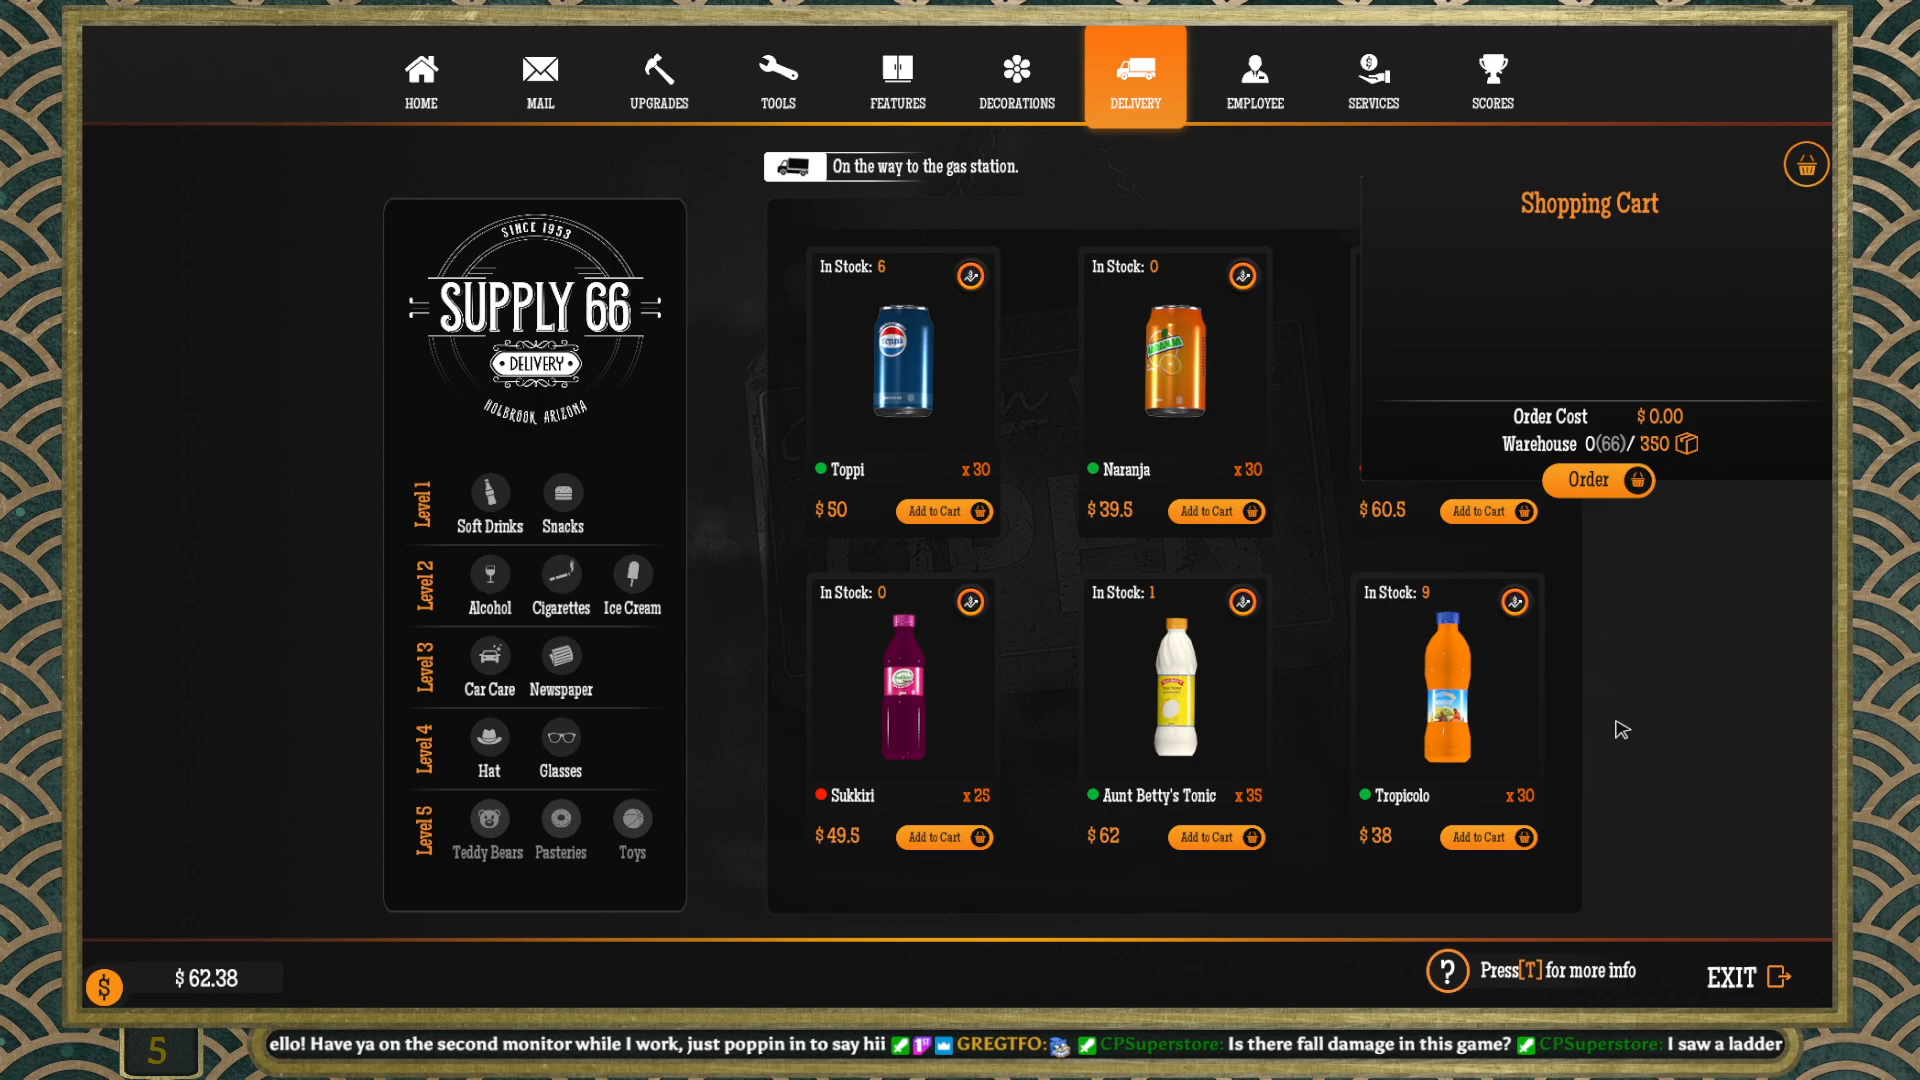 HOME
MAIL
UPGRADES
TOOLS
FEATURES
DECORATIONS
DELIVERY
EMPLOYEE
SERVICES
SCORES
On the way to the gas station.
SINCE 1953
SUPPLY 66
• DELIVERY •
HOLBROOK ARIZONA
Level 1
Soft Drinks
Snacks
Level 2
Alcohol
Cigarettes
Ice Cream
Level 3
Car Care
Newspaper
Level 4
Hat
Glasses
Level 5
Teddy Bears
Pasteries
Toys
In Stock: 6
Toppi
Toppi x 30
$ 50 Add to Cart
In Stock: 0
NARANJA
Naranja x 30
$ 39.5 Add to Cart
$ 60.5 Add to Cart
In Stock: 0
Sukkiri x 25
$ 49.5 Add to Cart
In Stock: 1
Aunt Betty's Tonic x 35
$ 62 Add to Cart
In Stock: 9
Tropicolo x 30
$ 38 Add to Cart
Shopping Cart
Order Cost $ 0.00
Warehouse 0(66)/ 350
Order
OPEN
$ $ 62.38
? Press[T] for more info
EXIT
5
ello! Have ya on the second monitor while I work, just poppin in to say hii GREGTFO: CPSuperstore: Is there fall damage in this game? CPSuperstore: I saw a ladder